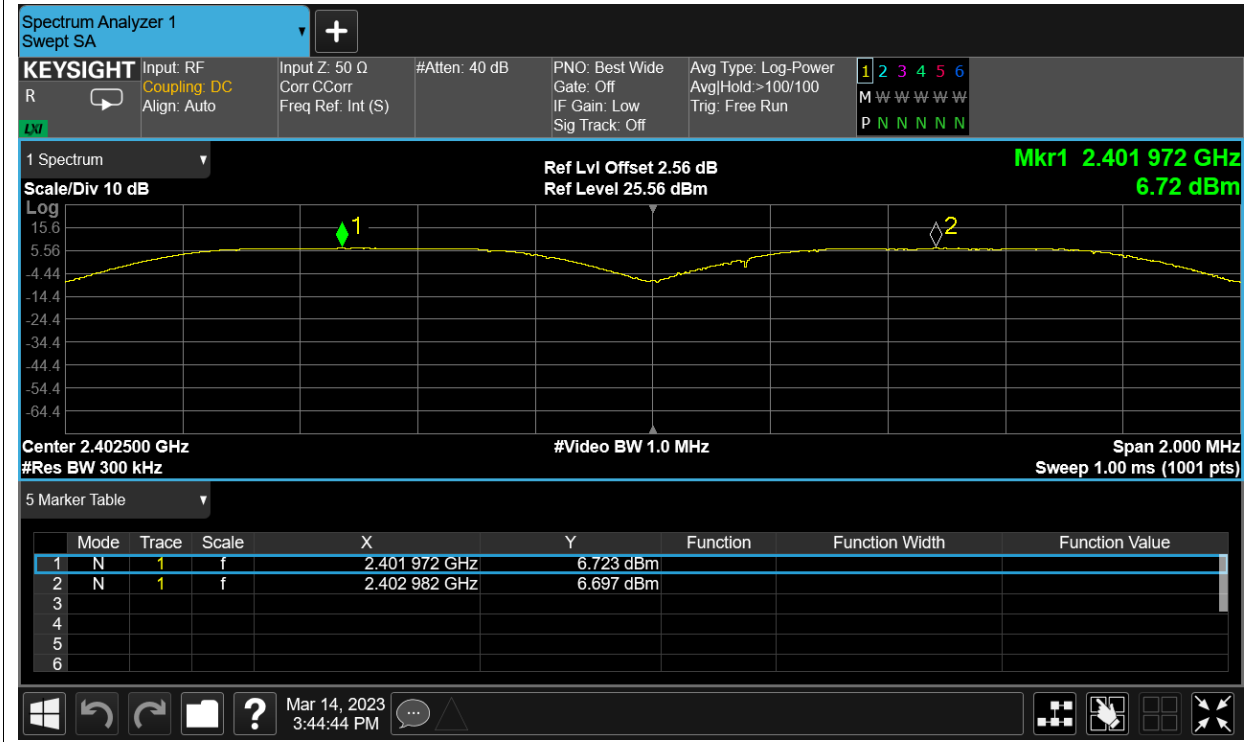 Spectrum Analyzer 1
Swept SA
+
KEYSIGHT
R
LXI
Input: RF
Coupling: DC
Align: Auto
Input Z: 50 Ω
Corr CCorr
Freq Ref: Int (S)
#Atten: 40 dB
PNO: Best Wide
Gate: Off
IF Gain: Low
Sig Track: Off
Avg Type: Log-Power
Avg|Hold:>100/100
Trig: Free Run
1 2 3 4 5 6
M W W W W W
P N N N N N
1 Spectrum
Scale/Div 10 dB
Ref Lvl Offset 2.56 dB
Ref Level 25.56 dBm
Mkr1 2.401 972 GHz
6.72 dBm
Log
15.6
5.56
-4.44
-14.4
-24.4
-34.4
-44.4
-54.4
-64.4
1
2
Center 2.402500 GHz
#Res BW 300 kHz
#Video BW 1.0 MHz
Span 2.000 MHz
Sweep 1.00 ms (1001 pts)
5 Marker Table
Mode Trace Scale X Y Function Function Width Function Value
1 N 1 f 2.401 972 GHz 6.723 dBm
2 N 1 f 2.402 982 GHz 6.697 dBm
3
4
5
6
?
Mar 14, 2023
3:44:44 PM